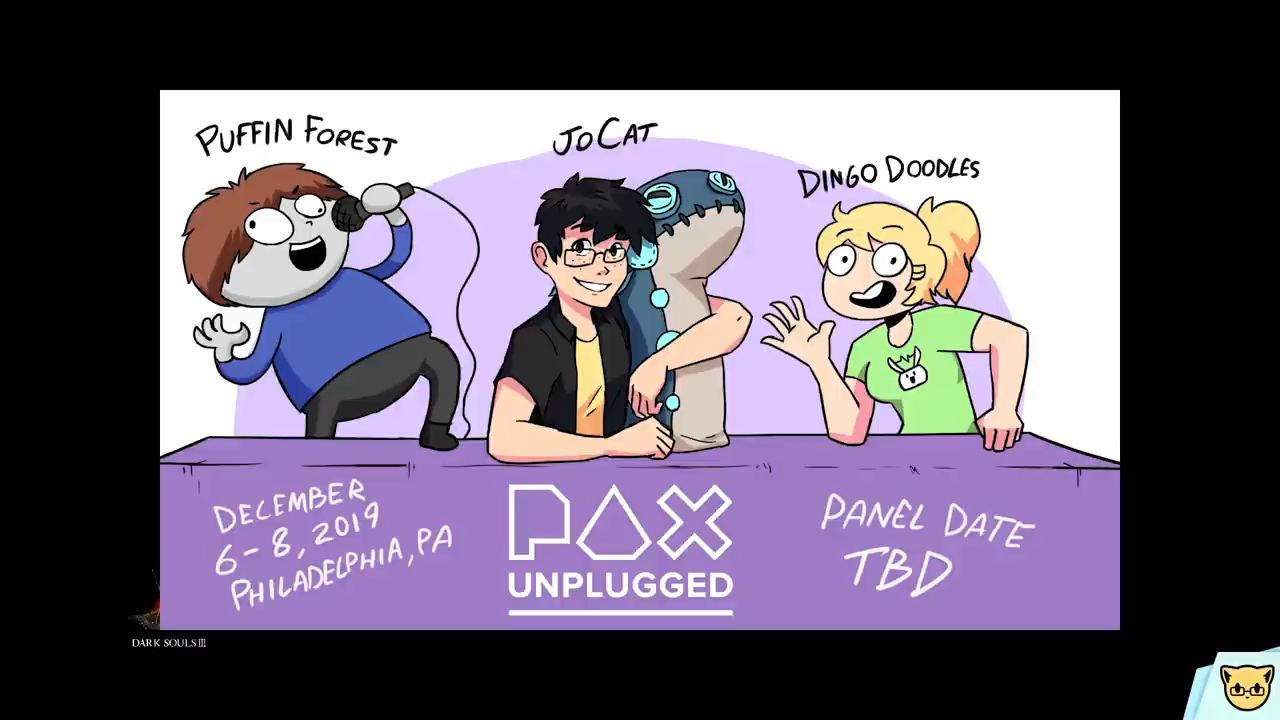 PUFFIN FOREST
JOCAT
DINGO DOODLES
DECEMBER
6-8, 2019
PHILADELPHIA, PA
PAX
UNPLUGGED
PANEL DATE
TBD
DARK SOULS III